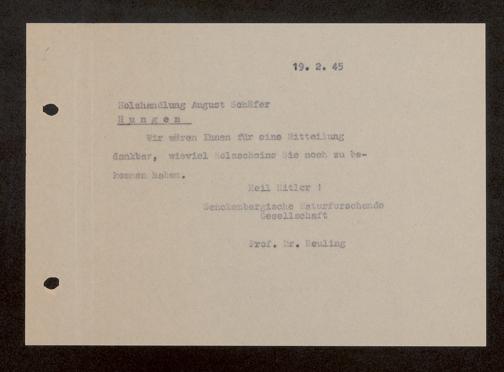 19. 2. 45
Holzhandlung August Schäfer
Hungen
Wir wären Ihnen für eine Mitteilung
dankbar, wieviel Holzscheine Sie noch zu be-
kommen haben.
Heil Hitler !
Senckenbergische Naturforschende
Gesellschaft
Prof. Dr.